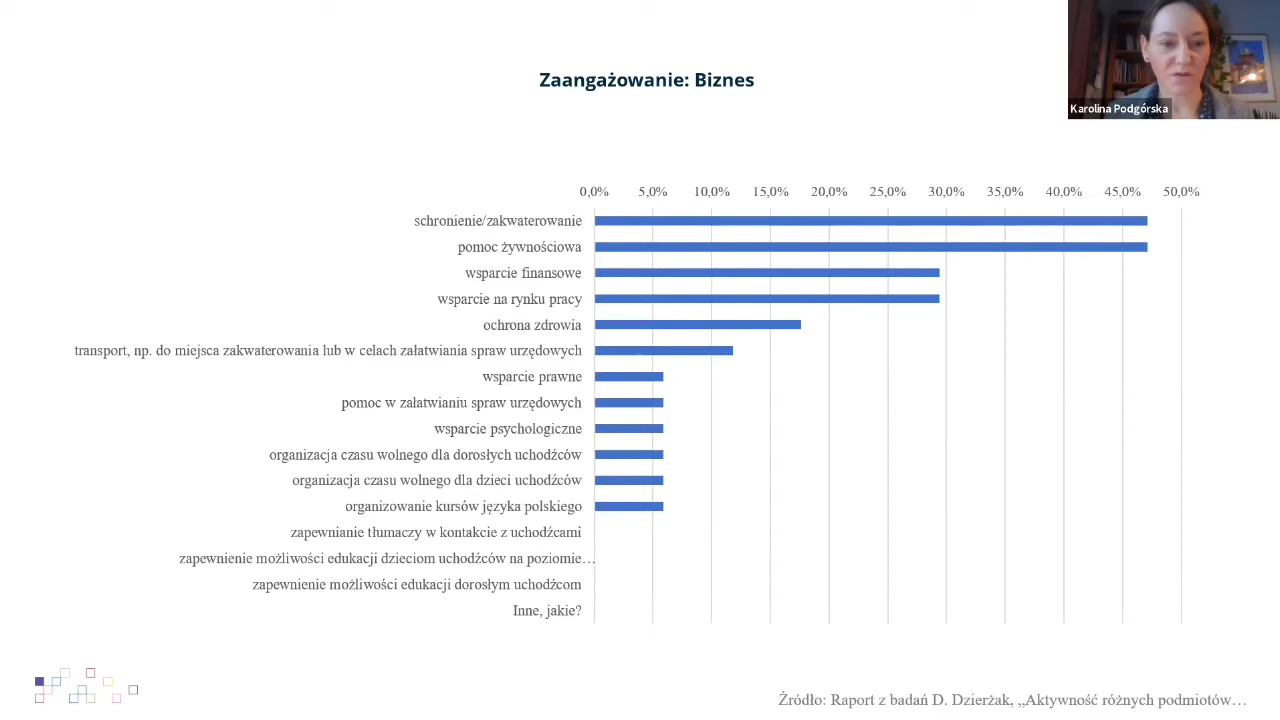 Zaangażowanie: Biznes
Karolina Podgórska
0,0% 5,0% 10,0% 15,0% 20,0% 25,0% 30,0% 35,0% 40,0% 45,0% 50,0%
schronienie/zakwaterowanie
pomoc żywnościowa
wsparcie finansowe
wsparcie na rynku pracy
ochrona zdrowia
transport, np. do miejsca zakwaterowania lub w celach załatwiania spraw urzędowych
wsparcie prawne
pomoc w załatwianiu spraw urzędowych
wsparcie psychologiczne
organizacja czasu wolnego dla dorosłych uchodźców
organizacja czasu wolnego dla dzieci uchodźców
organizowanie kursów języka polskiego
zapewnianie tłumaczy w kontakcie z uchodźcami
zapewnienie możliwości edukacji dzieciom uchodźców na poziomie…
zapewnienie możliwości edukacji dorosłym uchodźcom
Inne, jakie?
Źródło: Raport z badań D. Dzierżak, „Aktywność różnych podmiotów…